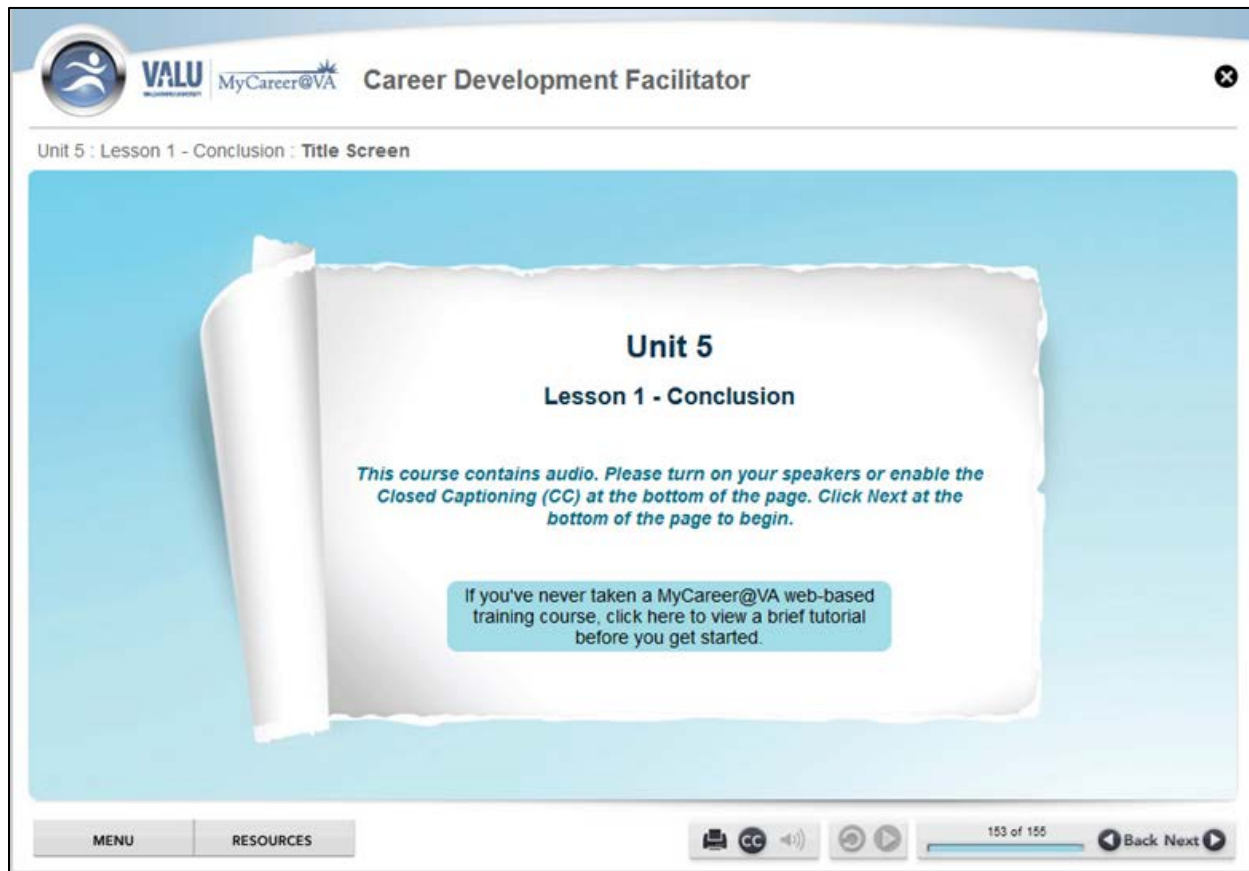 VALU
MyCareer@VA
Career Development Facilitator
Unit 5 : Lesson 1 - Conclusion : Title Screen
Unit 5
Lesson 1 - Conclusion
This course contains audio. Please turn on your speakers or enable the
Closed Captioning (CC) at the bottom of the page. Click Next at the
bottom of the page to begin.
If you've never taken a MyCareer@VA web-based
training course, click here to view a brief tutorial
before you get started.
MENU
RESOURCES
CC
153 of 155
Back Next